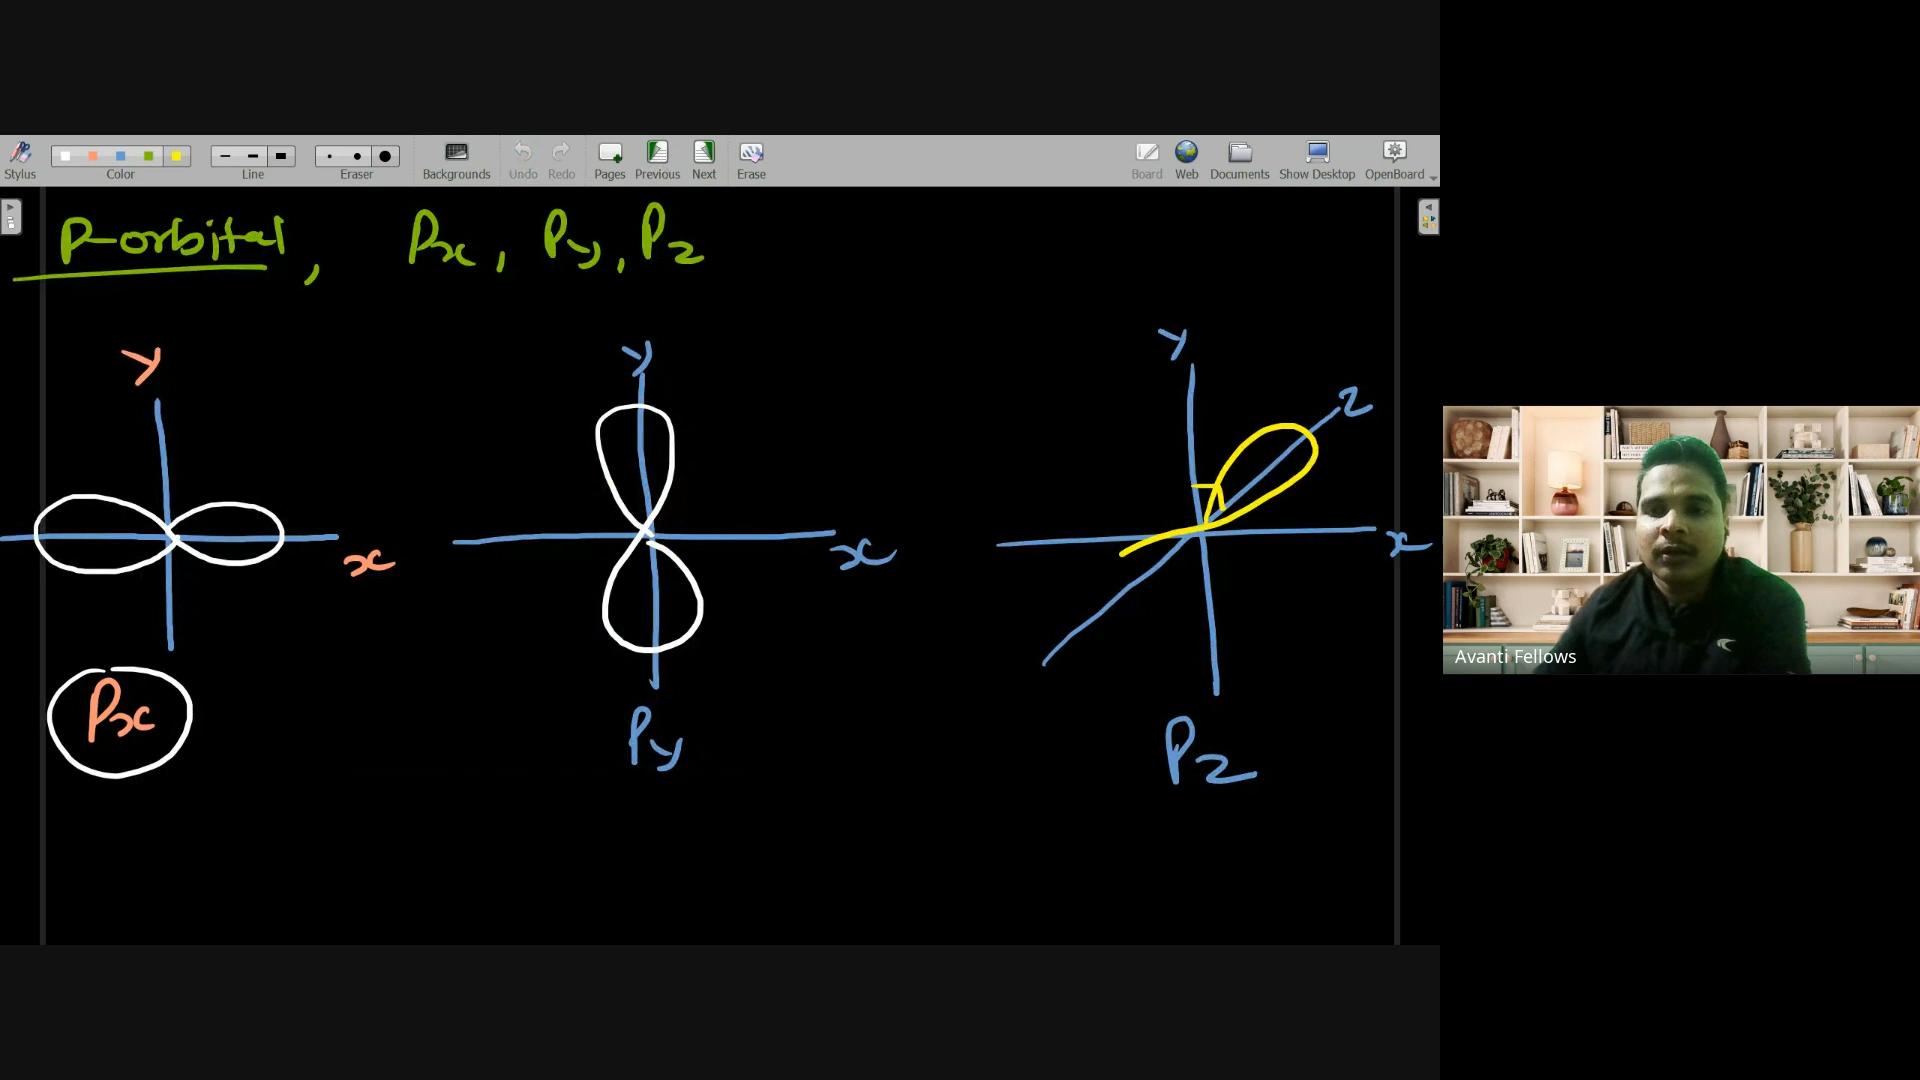 Stylus Color Line Eraser Backgrounds Undo Redo Pages Previous Next Erase Board Web Documents Show Desktop OpenBoard
P-orbital, Px, Py, Pz
y
x
Px
y
x
Py
y
z
x
Pz
Avanti Fellows